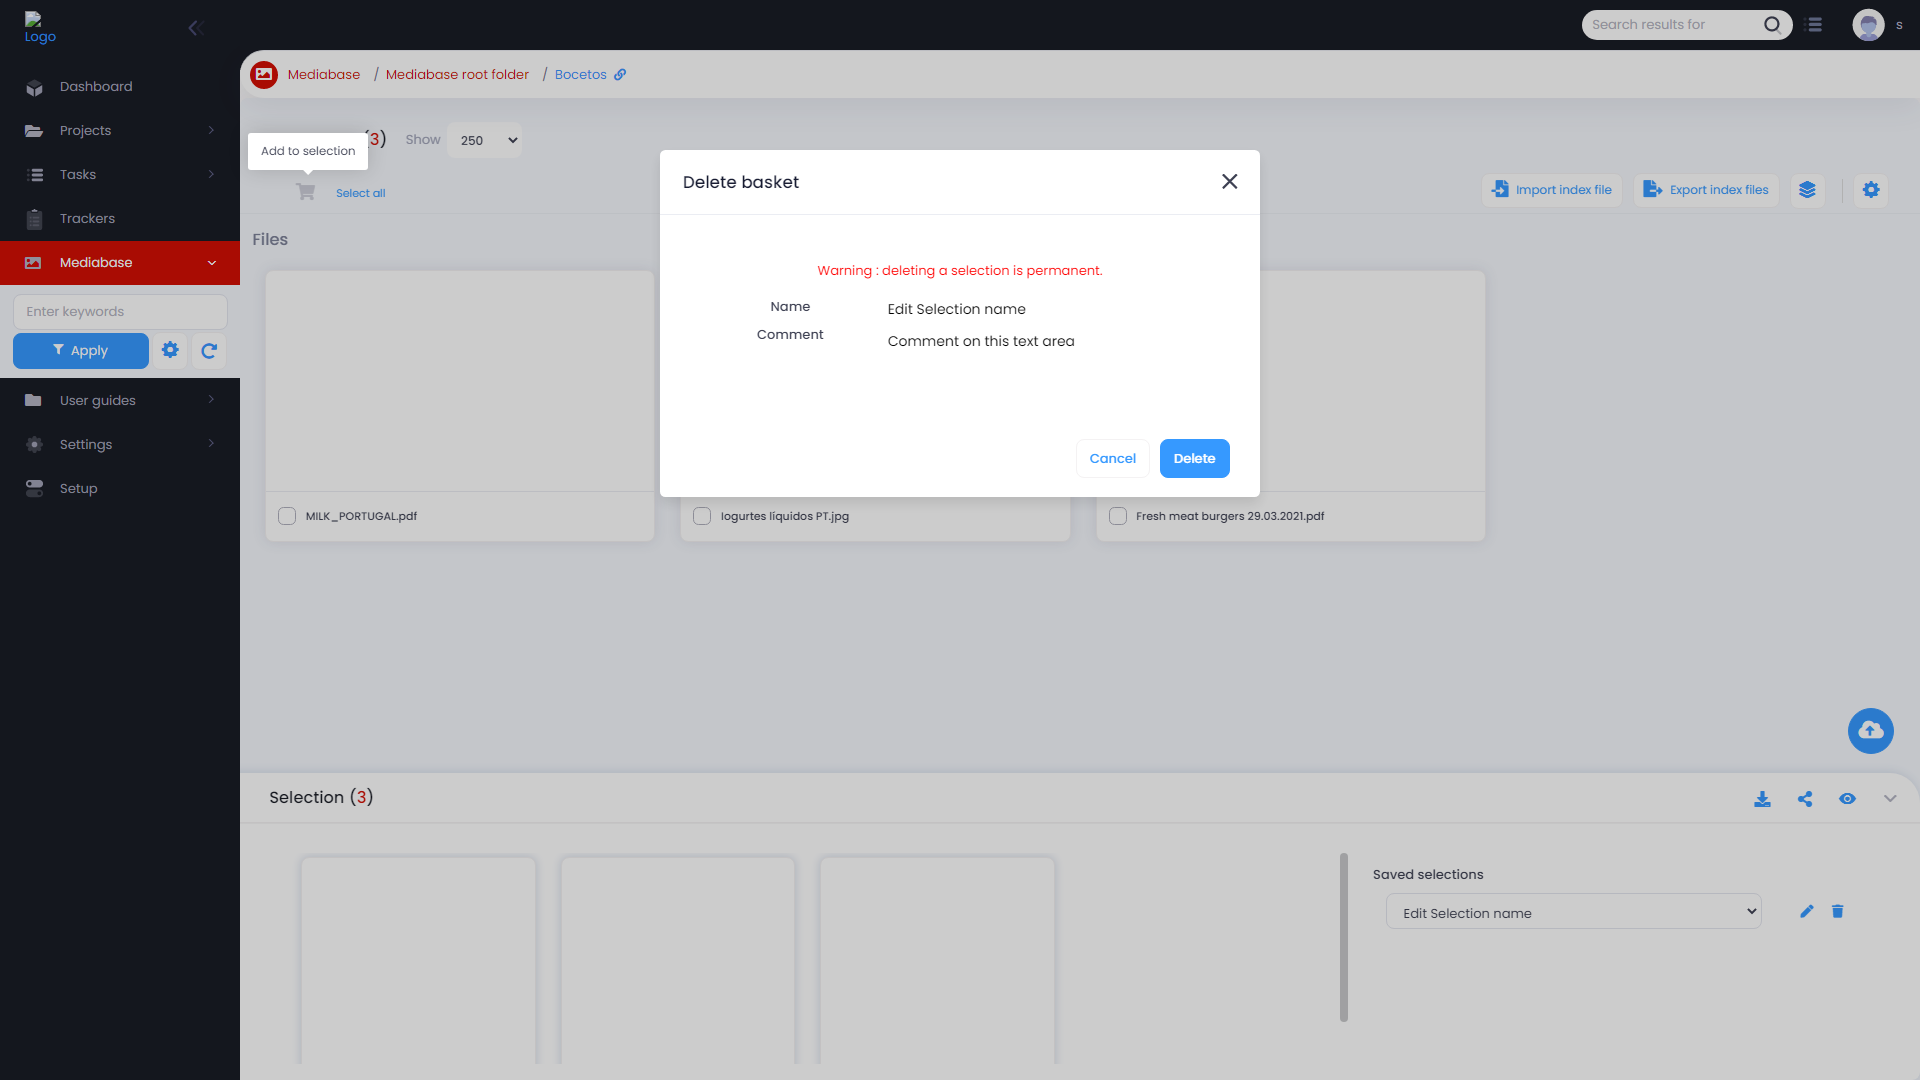 Logo
Search results for
s
Dashboard
Projects
Tasks
Trackers
Mediabase
Enter keywords
Apply
User guides
Settings
Setup
Mediabase / Mediabase root folder / Bocetos
(3)
Show
250
Add to selection
Select all
Import index file
Export index files
Files
MILK_PORTUGAL.pdf
Iogurtes líquidos PT.jpg
Fresh meat burgers 29.03.2021.pdf
Delete basket
Warning : deleting a selection is permanent.
Name
Edit Selection name
Comment
Comment on this text area
Cancel
Delete
Selection (3)
Saved selections
Edit Selection name